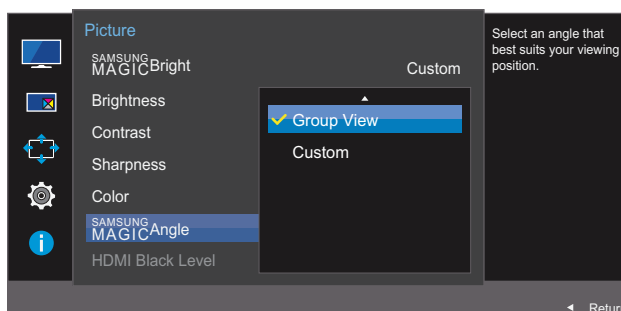 Picture
SAMSUNG
MAGICBright Custom
Brightness
Contrast
Sharpness
Color
SAMSUNG
MAGICAngle
HDMI Black Level
Group View
Custom
Select an angle that
best suits your viewing
position.
Return